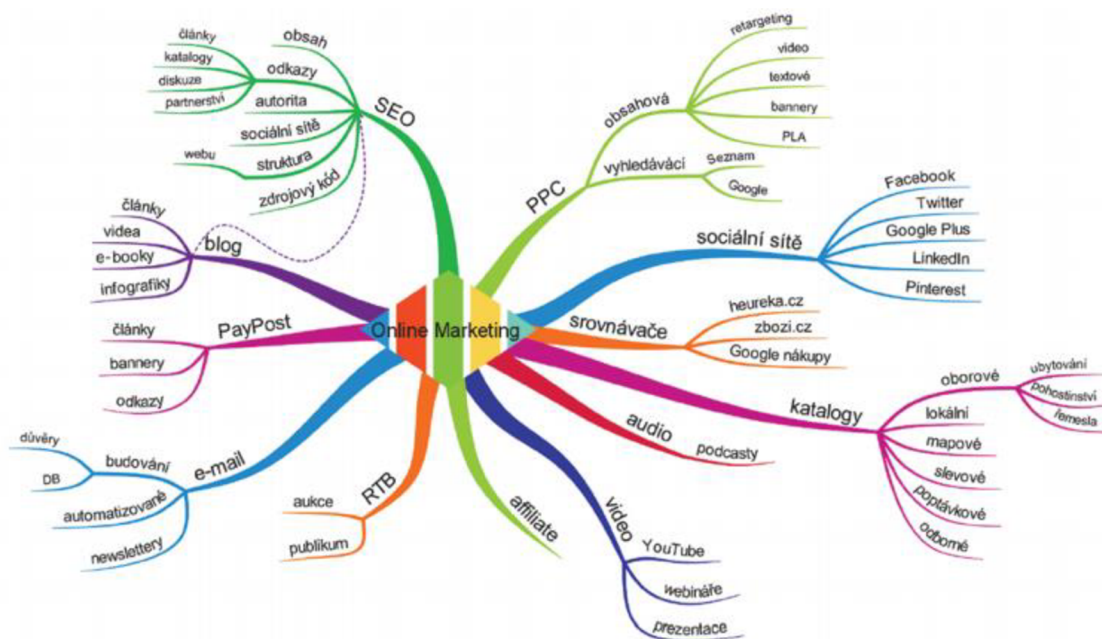 Online Marketing
SEO
obsah
odkazy
články
katalogy
diskuze
partnerství
autorita
sociální sítě
struktura
webu
zdrojový kód
blog
články
videa
e-booky
infografiky
PayPost
články
bannery
odkazy
e-mail
budování
důvěry
DB
automatizované
newslettery
RTB
aukce
publikum
affiliate
video
YouTube
webináře
prezentace
audio
podcasty
katalogy
oborové
ubytování
pohostinství
řemesla
lokální
mapové
slevové
poptávkové
odborné
srovnávače
heureka.cz
zbozi.cz
Google nákupy
sociální sítě
Facebook
Twitter
Google Plus
LinkedIn
Pinterest
PPC
obsahová
retargeting
video
textové
bannery
PLA
vyhledávácí
Seznam
Google